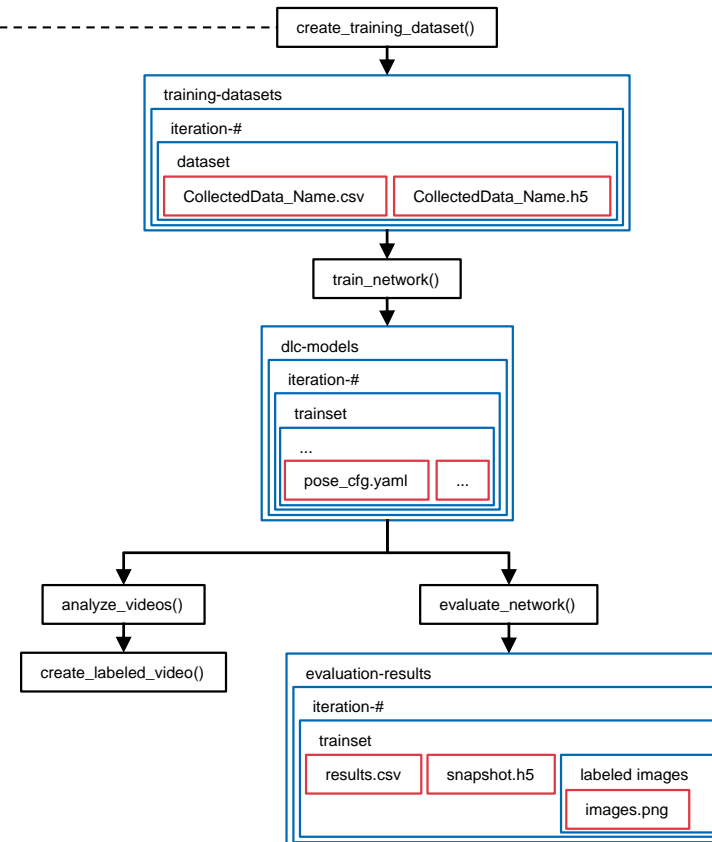 create_training_dataset()
training-datasets
iteration-#
dataset
CollectedData_Name.csv
CollectedData_Name.h5
train_network()
dlc-models
iteration-#
trainset
...
pose_cfg.yaml
...
analyze_videos()
evaluate_network()
create_labeled_video()
evaluation-results
iteration-#
trainset
results.csv
snapshot.h5
labeled images
images.png